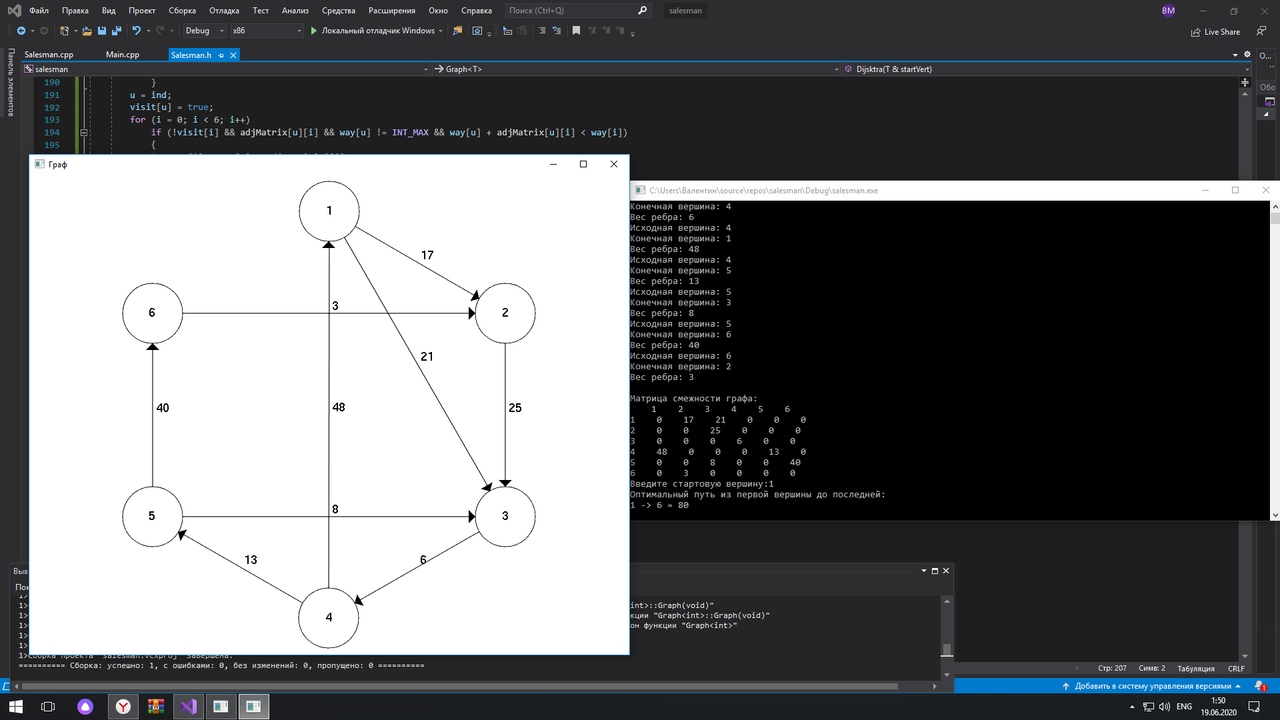 Файл Правка Вид Проект Сборка Отладка Тест Анализ Средства Расширения Окно Справка Поиск (Ctrl+Q) salesman ВМ
Debug x86 Локальный отладчик Windows Live Share
Salesman.cpp Main.cpp Salesman.h
Панель элементов
salesman Graph<T> Dijsktra(T & startVert)
190 }
191 u = ind;
192 visit[u] = true;
193 for (i = 0; i < 6; i++)
194 if (!visit[i] && adjMatrix[u][i] && way[u] != INT_MAX && way[u] + adjMatrix[u][i] < way[i])
195 {
Граф
1
17
6
3
2
21
40
48
25
5
8
3
13
6
4
C:\Users\Валентин\source\repos\salesman\Debug\salesman.exe
Конечная вершина: 4
Вес ребра: 6
Исходная вершина: 4
Конечная вершина: 1
Вес ребра: 48
Исходная вершина: 4
Конечная вершина: 5
Вес ребра: 13
Исходная вершина: 5
Конечная вершина: 3
Вес ребра: 8
Исходная вершина: 5
Конечная вершина: 6
Вес ребра: 40
Исходная вершина: 6
Конечная вершина: 2
Вес ребра: 3
Матрица смежности графа:
1 2 3 4 5 6
1 0 17 21 0 0 0
2 0 0 25 0 0 0
3 0 0 0 6 0 0
4 48 0 0 0 13 0
5 0 0 8 0 0 40
6 0 3 0 0 0 0
Введите стартовую вершину:1
Оптимальный путь из первой вершины до последней:
1 -> 6 = 80
int>::Graph(void)"
кции "Graph<int>::Graph(void)"
он функции "Graph<int>"
========== Сборка: успешно: 1, с ошибками: 0, без изменений: 0, пропущено: 0 ==========
Стр: 207 Симв: 2 Табуляция CRLF
Добавить в систему управления версиями 1
ENG 1:50
19.06.2020